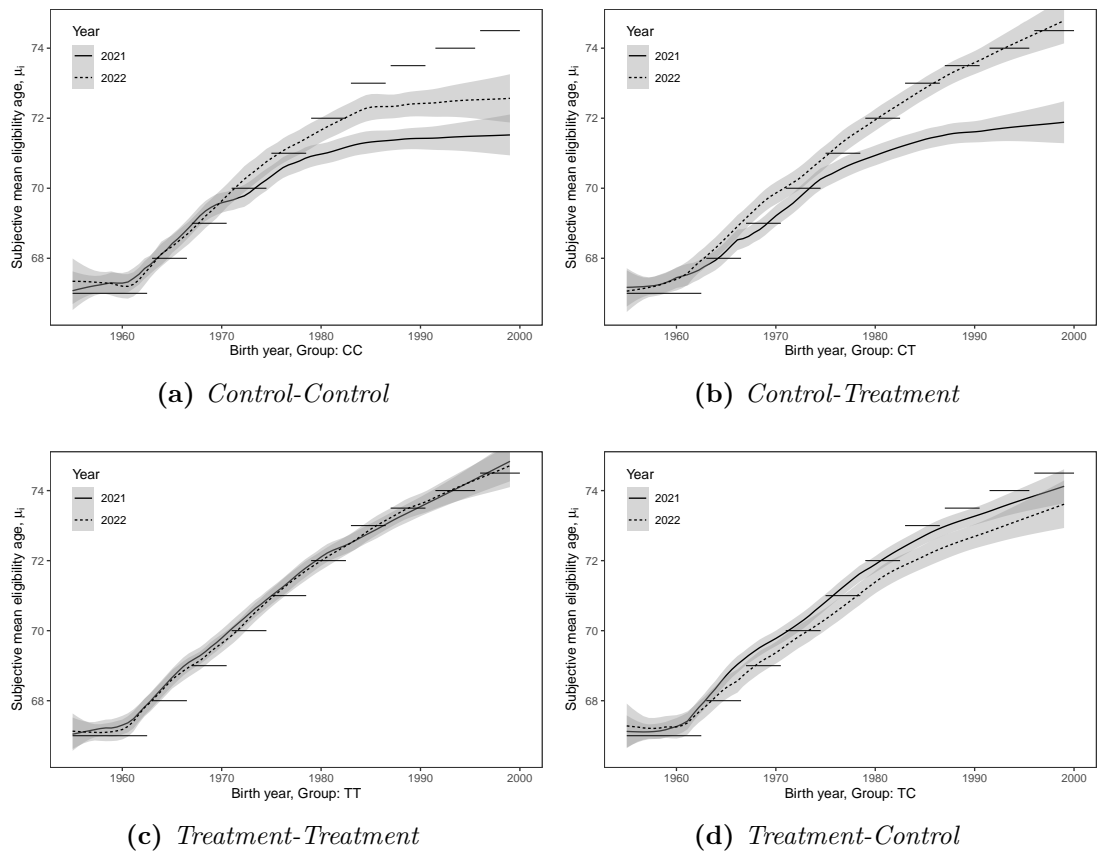 Year
2021
2022
74
72
70
68
Subjective mean eligibility age, μi
1960 1970 1980 1990 2000
Birth year, Group: CC
(a) Control-Control
Year
2021
2022
74
72
70
68
Subjective mean eligibility age, μi
1960 1970 1980 1990 2000
Birth year, Group: CT
(b) Control-Treatment
Year
2021
2022
74
72
70
68
Subjective mean eligibility age, μi
1960 1970 1980 1990 2000
Birth year, Group: TT
(c) Treatment-Treatment
Year
2021
2022
74
72
70
68
Subjective mean eligibility age, μi
1960 1970 1980 1990 2000
Birth year, Group: TC
(d) Treatment-Control